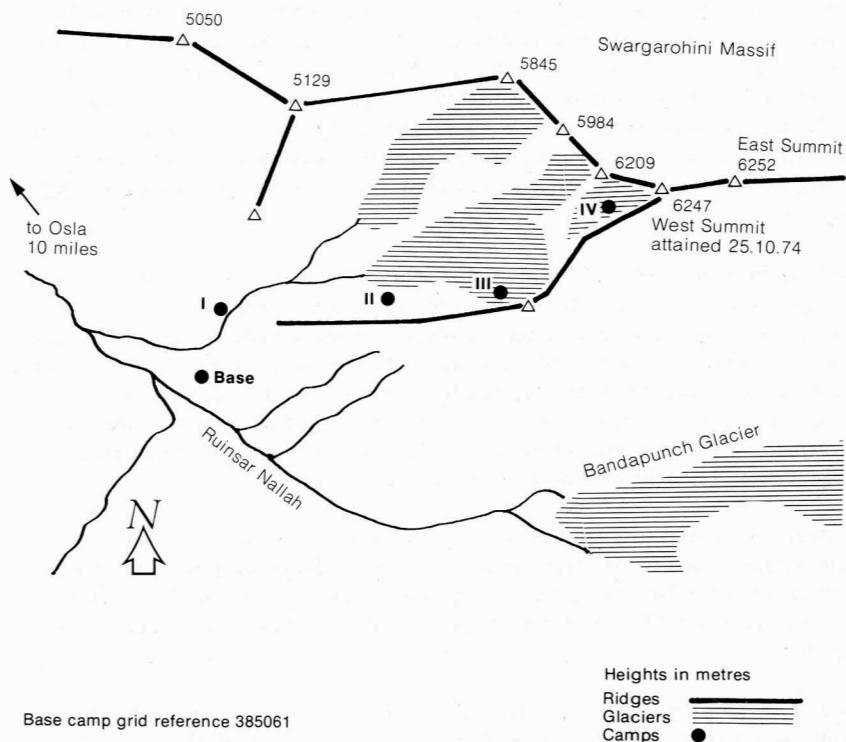 5050
5129
5845
Swargarohini Massif
5984
6209
East Summit
6252
6247
West Summit
attained 25.10.74
IV
to Osla
10 miles
I
II
III
Base
Ruinsar Nallah
Bandapunch Glacier
N
Heights in metres
Ridges
Glaciers
Camps
Base camp grid reference 385061